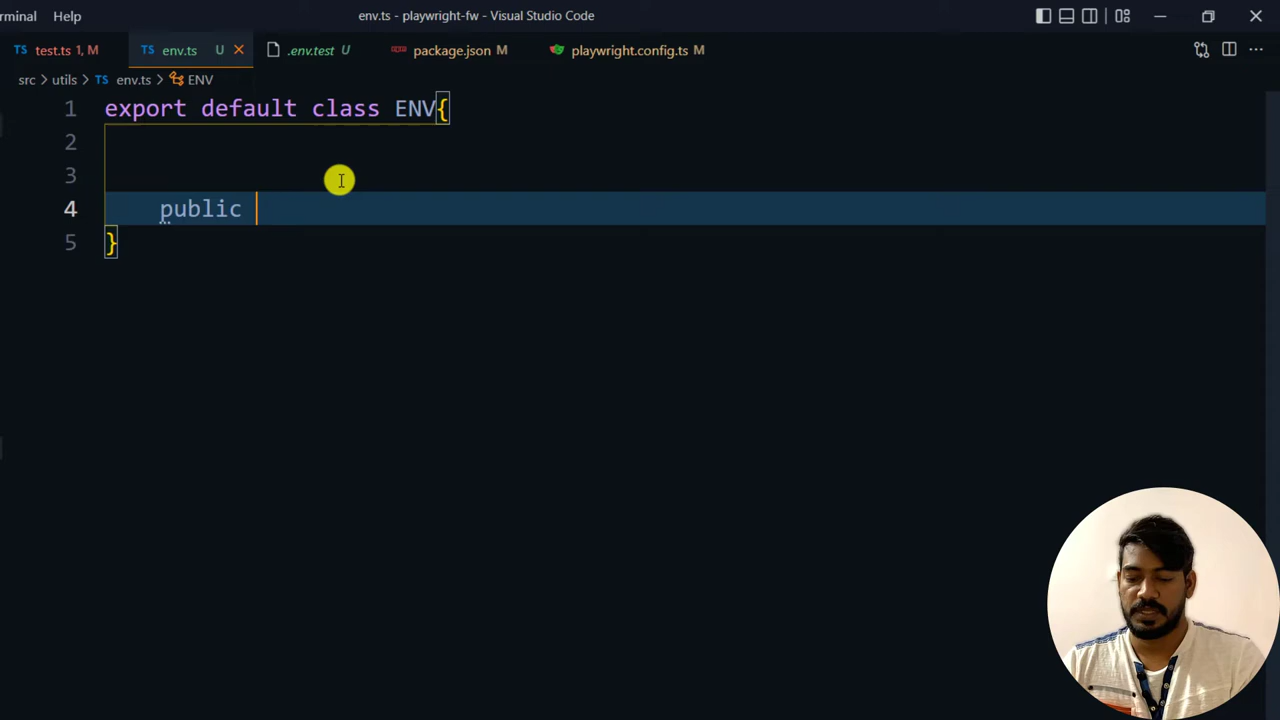 rminal Help env.ts - playwright-fw - Visual Studio Code
TS test.ts 1, M TS env.ts U .env.test U package.json M playwright.config.ts M
src > utils > TS env.ts > ENV
1 export default class ENV{
2
3
4 public
5 }